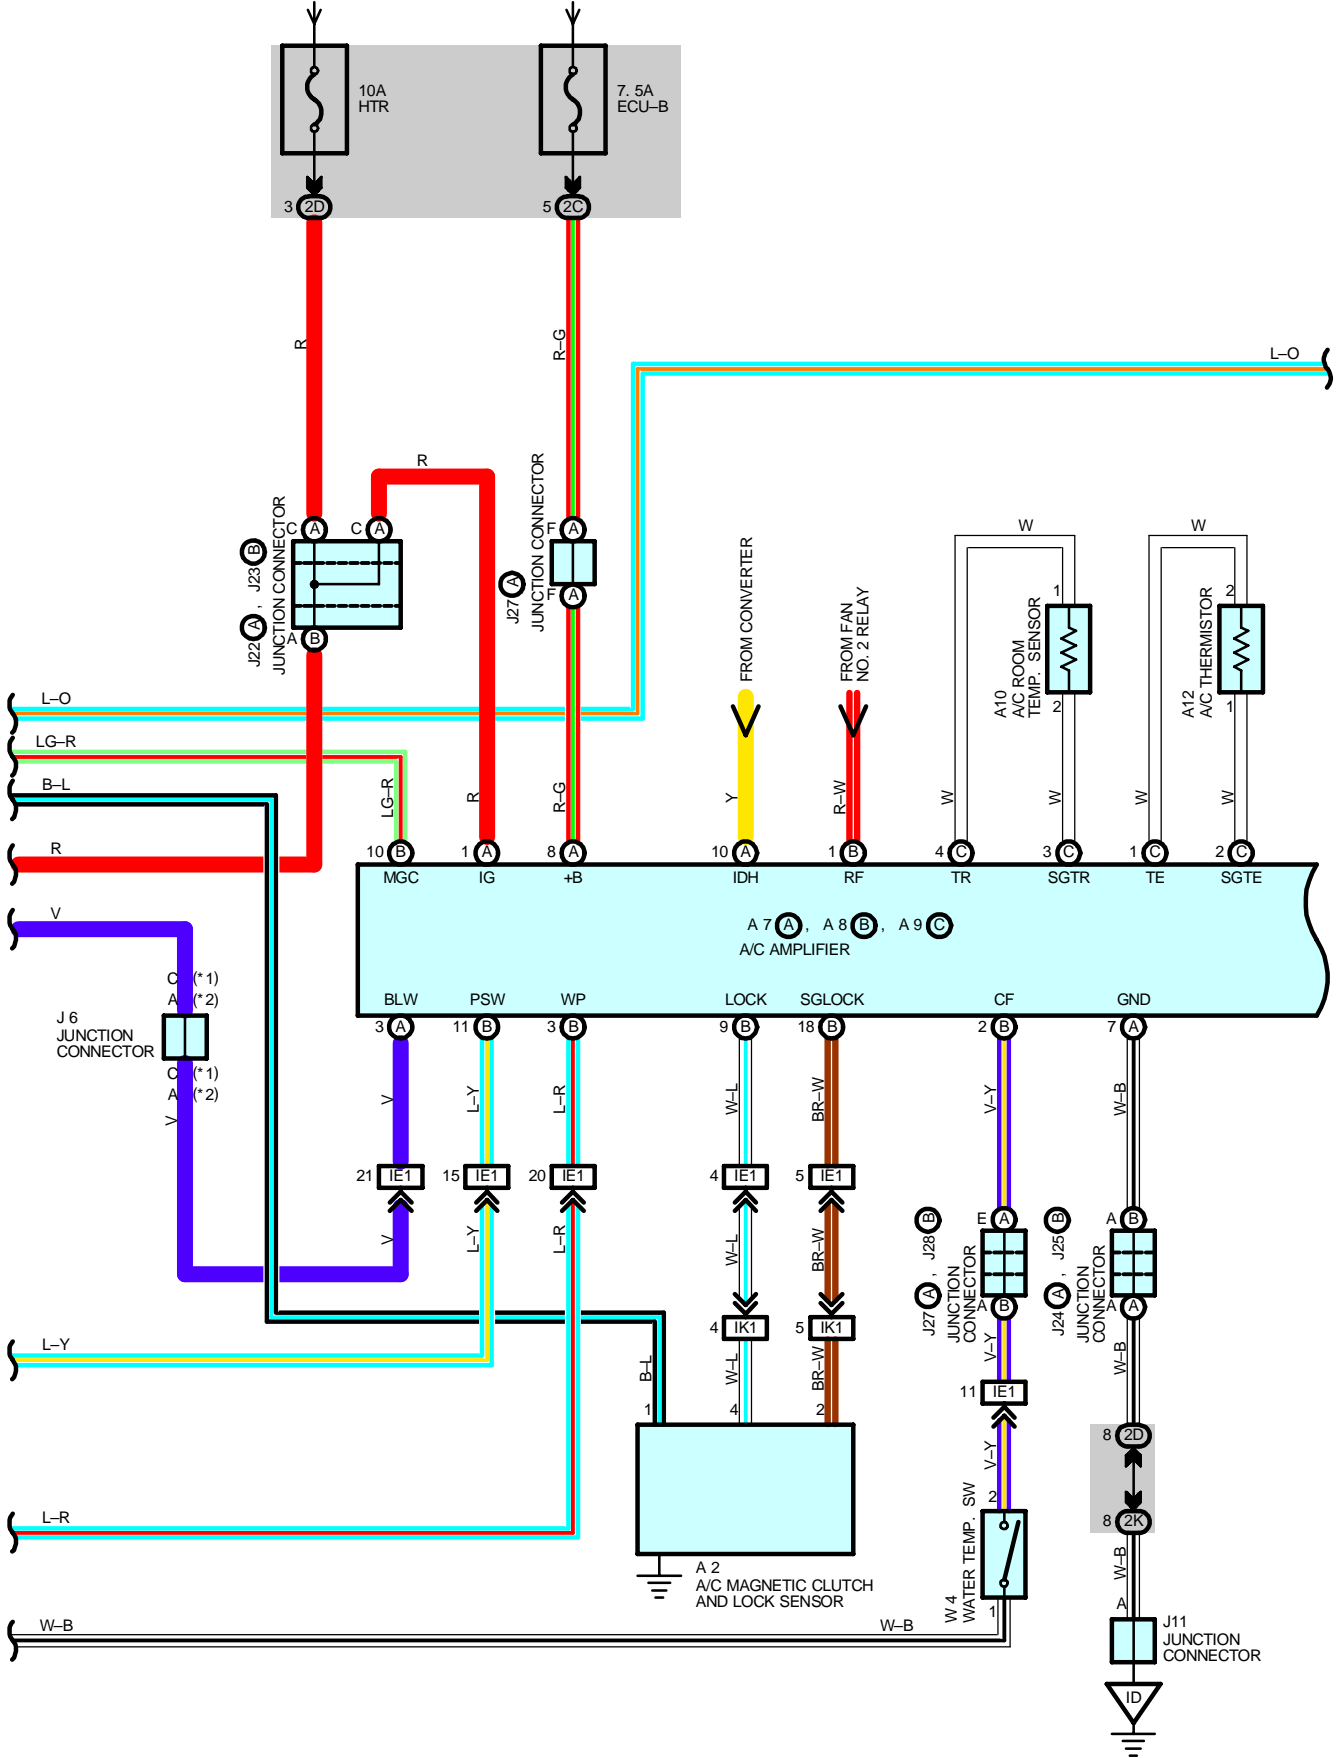 10A
HTR
7. 5A
ECU–B
3 2D
5 2C
R
R–G
L–O
R
C A
C A
F A
J22 A , J23 B
JUNCTION CONNECTOR
J27 A
JUNCTION CONNECTOR
F A
A B
FROM CONVERTER
FROM FAN
NO. 2 RELAY
W
W
1
2
A10
A/C ROOM
TEMP. SENSOR
A12
A/C THERMISTOR
2
1
L–O
LG–R
B–L
LG–R
R
R–G
Y
R–W
W
W
W
W
R
10 B
1 A
8 A
10 A
1 B
4 C
3 C
1 C
2 C
MGC
IG
+B
IDH
RF
TR
SGTR
TE
SGTE
V
A 7 A , A 8 B , A 9 C
A/C AMPLIFIER
C (* 1)
A (* 2)
BLW
PSW
WP
LOCK
SGLOCK
CF
GND
J 6
JUNCTION
CONNECTOR
3 A
11 B
3 B
9 B
18 B
2 B
7 A
C (* 1)
A (* 2)
V
V
L–Y
L–R
W–L
BR–W
V–Y
W–B
21 IE1
15 IE1
20 IE1
4 IE1
5 IE1
V
L–Y
L–R
W–L
BR–W
E A
A B
J27 A , J28 B
JUNCTION
CONNECTOR
J24 A , J25 B
JUNCTION
CONNECTOR
A B
A A
4 IK1
5 IK1
L–Y
B–L
W–L
BR–W
V–Y
W–B
11 IE1
1
4
2
8 2D
V–Y
2
L–R
W 4
WATER TEMP. SW
8 2K
W–B
A 2
A/C MAGNETIC CLUTCH
AND LOCK SENSOR
1
A
W–B
W–B
J11
JUNCTION
CONNECTOR
ID